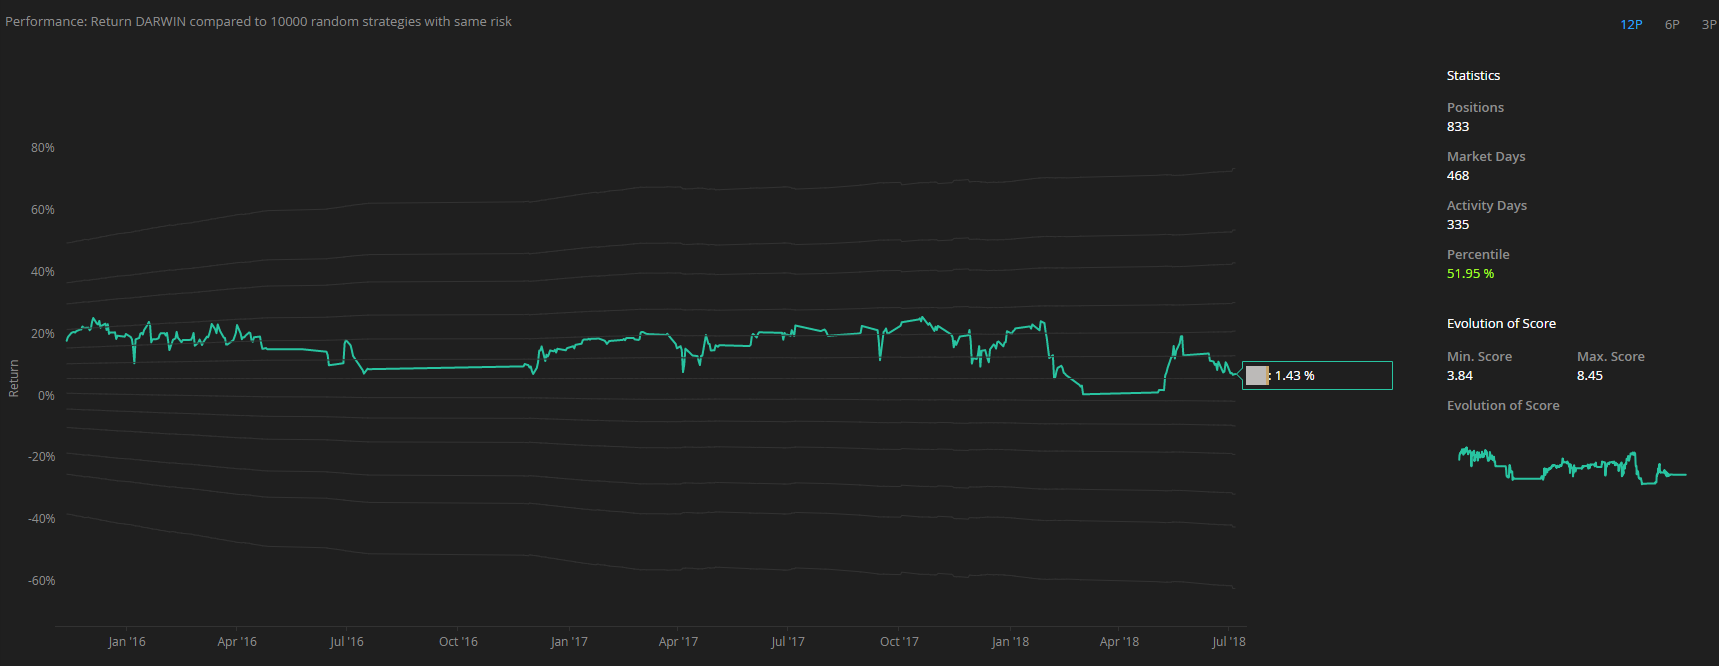 Performance: Return DARWIN compared to 10000 random strategies with same risk
12P 6P 3P
Statistics
Positions
833
Market Days
468
Activity Days
335
Percentile
51.95 %
Evolution of Score
Min. Score Max. Score
3.84 8.45
Evolution of Score
80%
60%
40%
20%
0%
-20%
-40%
-60%
Return
: 1.43 %
Jan '16 Apr '16 Jul '16 Oct '16 Jan '17 Apr '17 Jul '17 Oct '17 Jan '18 Apr '18 Jul '18